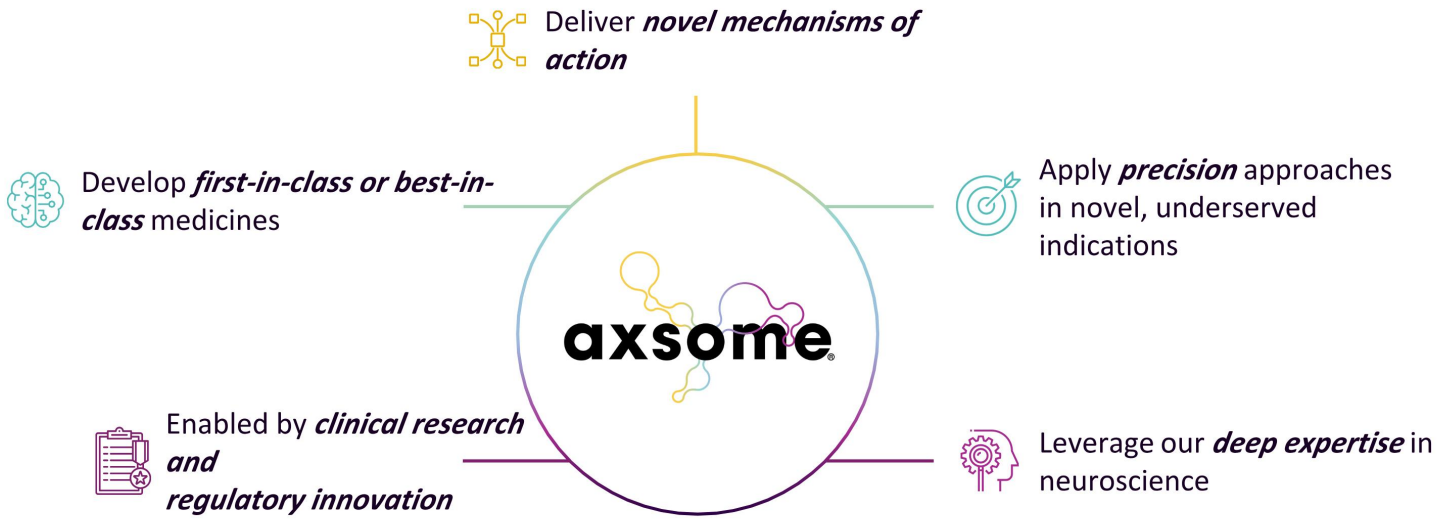 Deliver novel mechanisms of
action
Develop first-in-class or best-in-
class medicines
Apply precision approaches
in novel, underserved
indications
axsome®
Enabled by clinical research
and
regulatory innovation
Leverage our deep expertise in
neuroscience